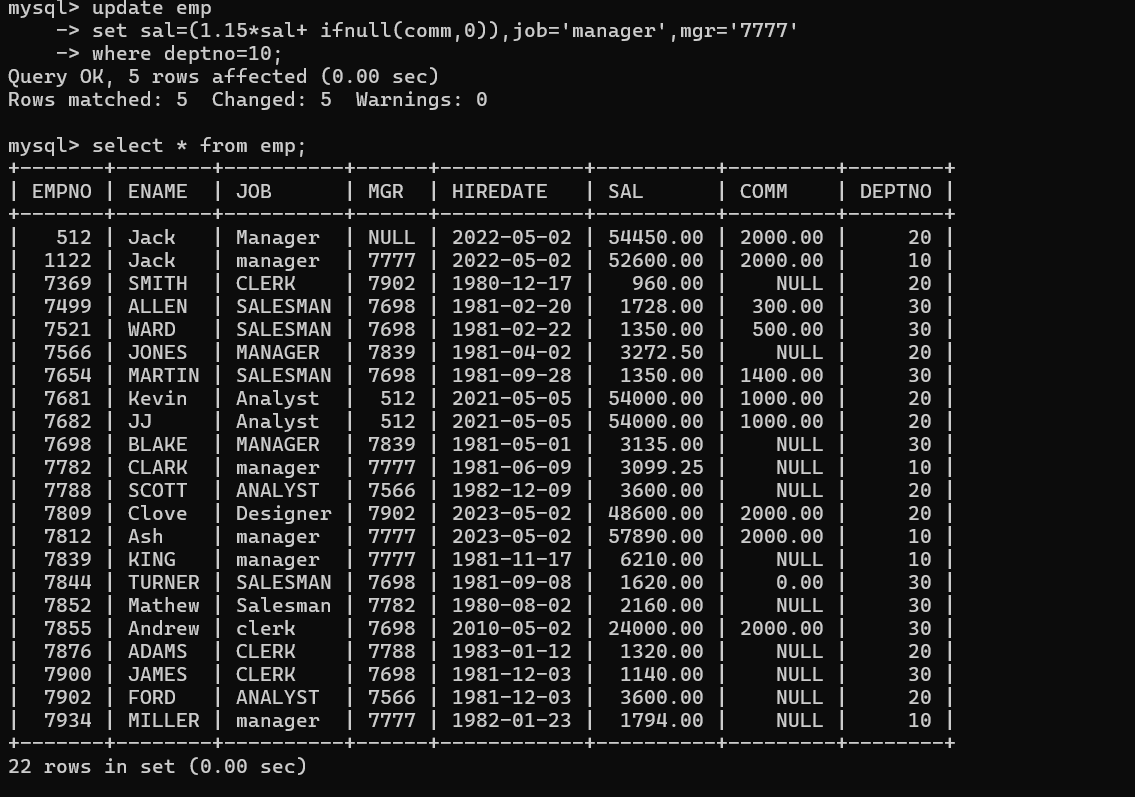 mysql> update emp
    -> set sal=(1.15*sal+ ifnull(comm,0)),job='manager',mgr='7777'
    -> where deptno=10;
Query OK, 5 rows affected (0.00 sec)
Rows matched: 5  Changed: 5  Warnings: 0

mysql> select * from emp;
+-------+--------+----------+------+------------+----------+---------+--------+
| EMPNO | ENAME  | JOB      | MGR  | HIREDATE   | SAL      | COMM    | DEPTNO |
+-------+--------+----------+------+------------+----------+---------+--------+
|   512 | Jack   | Manager  | NULL | 2022-05-02 | 54450.00 | 2000.00 |     20 |
|  1122 | Jack   | manager  | 7777 | 2022-05-02 | 52600.00 | 2000.00 |     10 |
|  7369 | SMITH  | CLERK    | 7902 | 1980-12-17 |   960.00 |    NULL |     20 |
|  7499 | ALLEN  | SALESMAN | 7698 | 1981-02-20 |  1728.00 |  300.00 |     30 |
|  7521 | WARD   | SALESMAN | 7698 | 1981-02-22 |  1350.00 |  500.00 |     30 |
|  7566 | JONES  | MANAGER  | 7839 | 1981-04-02 |  3272.50 |    NULL |     20 |
|  7654 | MARTIN | SALESMAN | 7698 | 1981-09-28 |  1350.00 | 1400.00 |     30 |
|  7681 | Kevin  | Analyst  |  512 | 2021-05-05 | 54000.00 | 1000.00 |     20 |
|  7682 | JJ     | Analyst  |  512 | 2021-05-05 | 54000.00 | 1000.00 |     20 |
|  7698 | BLAKE  | MANAGER  | 7839 | 1981-05-01 |  3135.00 |    NULL |     30 |
|  7782 | CLARK  | manager  | 7777 | 1981-06-09 |  3099.25 |    NULL |     10 |
|  7788 | SCOTT  | ANALYST  | 7566 | 1982-12-09 |  3600.00 |    NULL |     20 |
|  7809 | Clove  | Designer | 7902 | 2023-05-02 | 48600.00 | 2000.00 |     20 |
|  7812 | Ash    | manager  | 7777 | 2023-05-02 | 57890.00 | 2000.00 |     10 |
|  7839 | KING   | manager  | 7777 | 1981-11-17 |  6210.00 |    NULL |     10 |
|  7844 | TURNER | SALESMAN | 7698 | 1981-09-08 |  1620.00 |    0.00 |     30 |
|  7852 | Mathew | Salesman | 7782 | 1980-08-02 |  2160.00 |    NULL |     30 |
|  7855 | Andrew | clerk    | 7698 | 2010-05-02 | 24000.00 | 2000.00 |     30 |
|  7876 | ADAMS  | CLERK    | 7788 | 1983-01-12 |  1320.00 |    NULL |     20 |
|  7900 | JAMES  | CLERK    | 7698 | 1981-12-03 |  1140.00 |    NULL |     30 |
|  7902 | FORD   | ANALYST  | 7566 | 1981-12-03 |  3600.00 |    NULL |     20 |
|  7934 | MILLER | manager  | 7777 | 1982-01-23 |  1794.00 |    NULL |     10 |
+-------+--------+----------+------+------------+----------+---------+--------+
22 rows in set (0.00 sec)